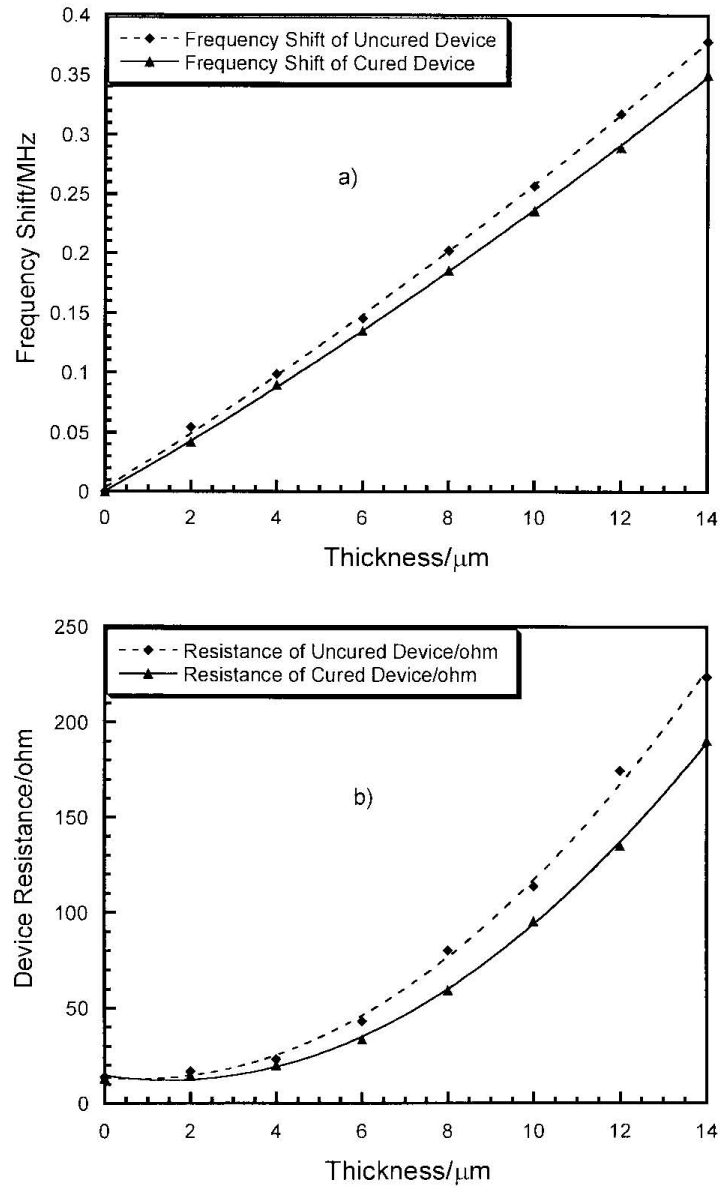 0.4
Frequency Shift of Uncured Device
Frequency Shift of Cured Device
0.35
0.3
a)
0.25
0.2
0.15
0.1
0.05
0
Frequency Shift/MHz
0 2 4 6 8 10 12 14
Thickness/μm
250
Resistance of Uncured Device/ohm
Resistance of Cured Device/ohm
200
b)
150
100
50
0
Device Resistance/ohm
0 2 4 6 8 10 12 14
Thickness/μm